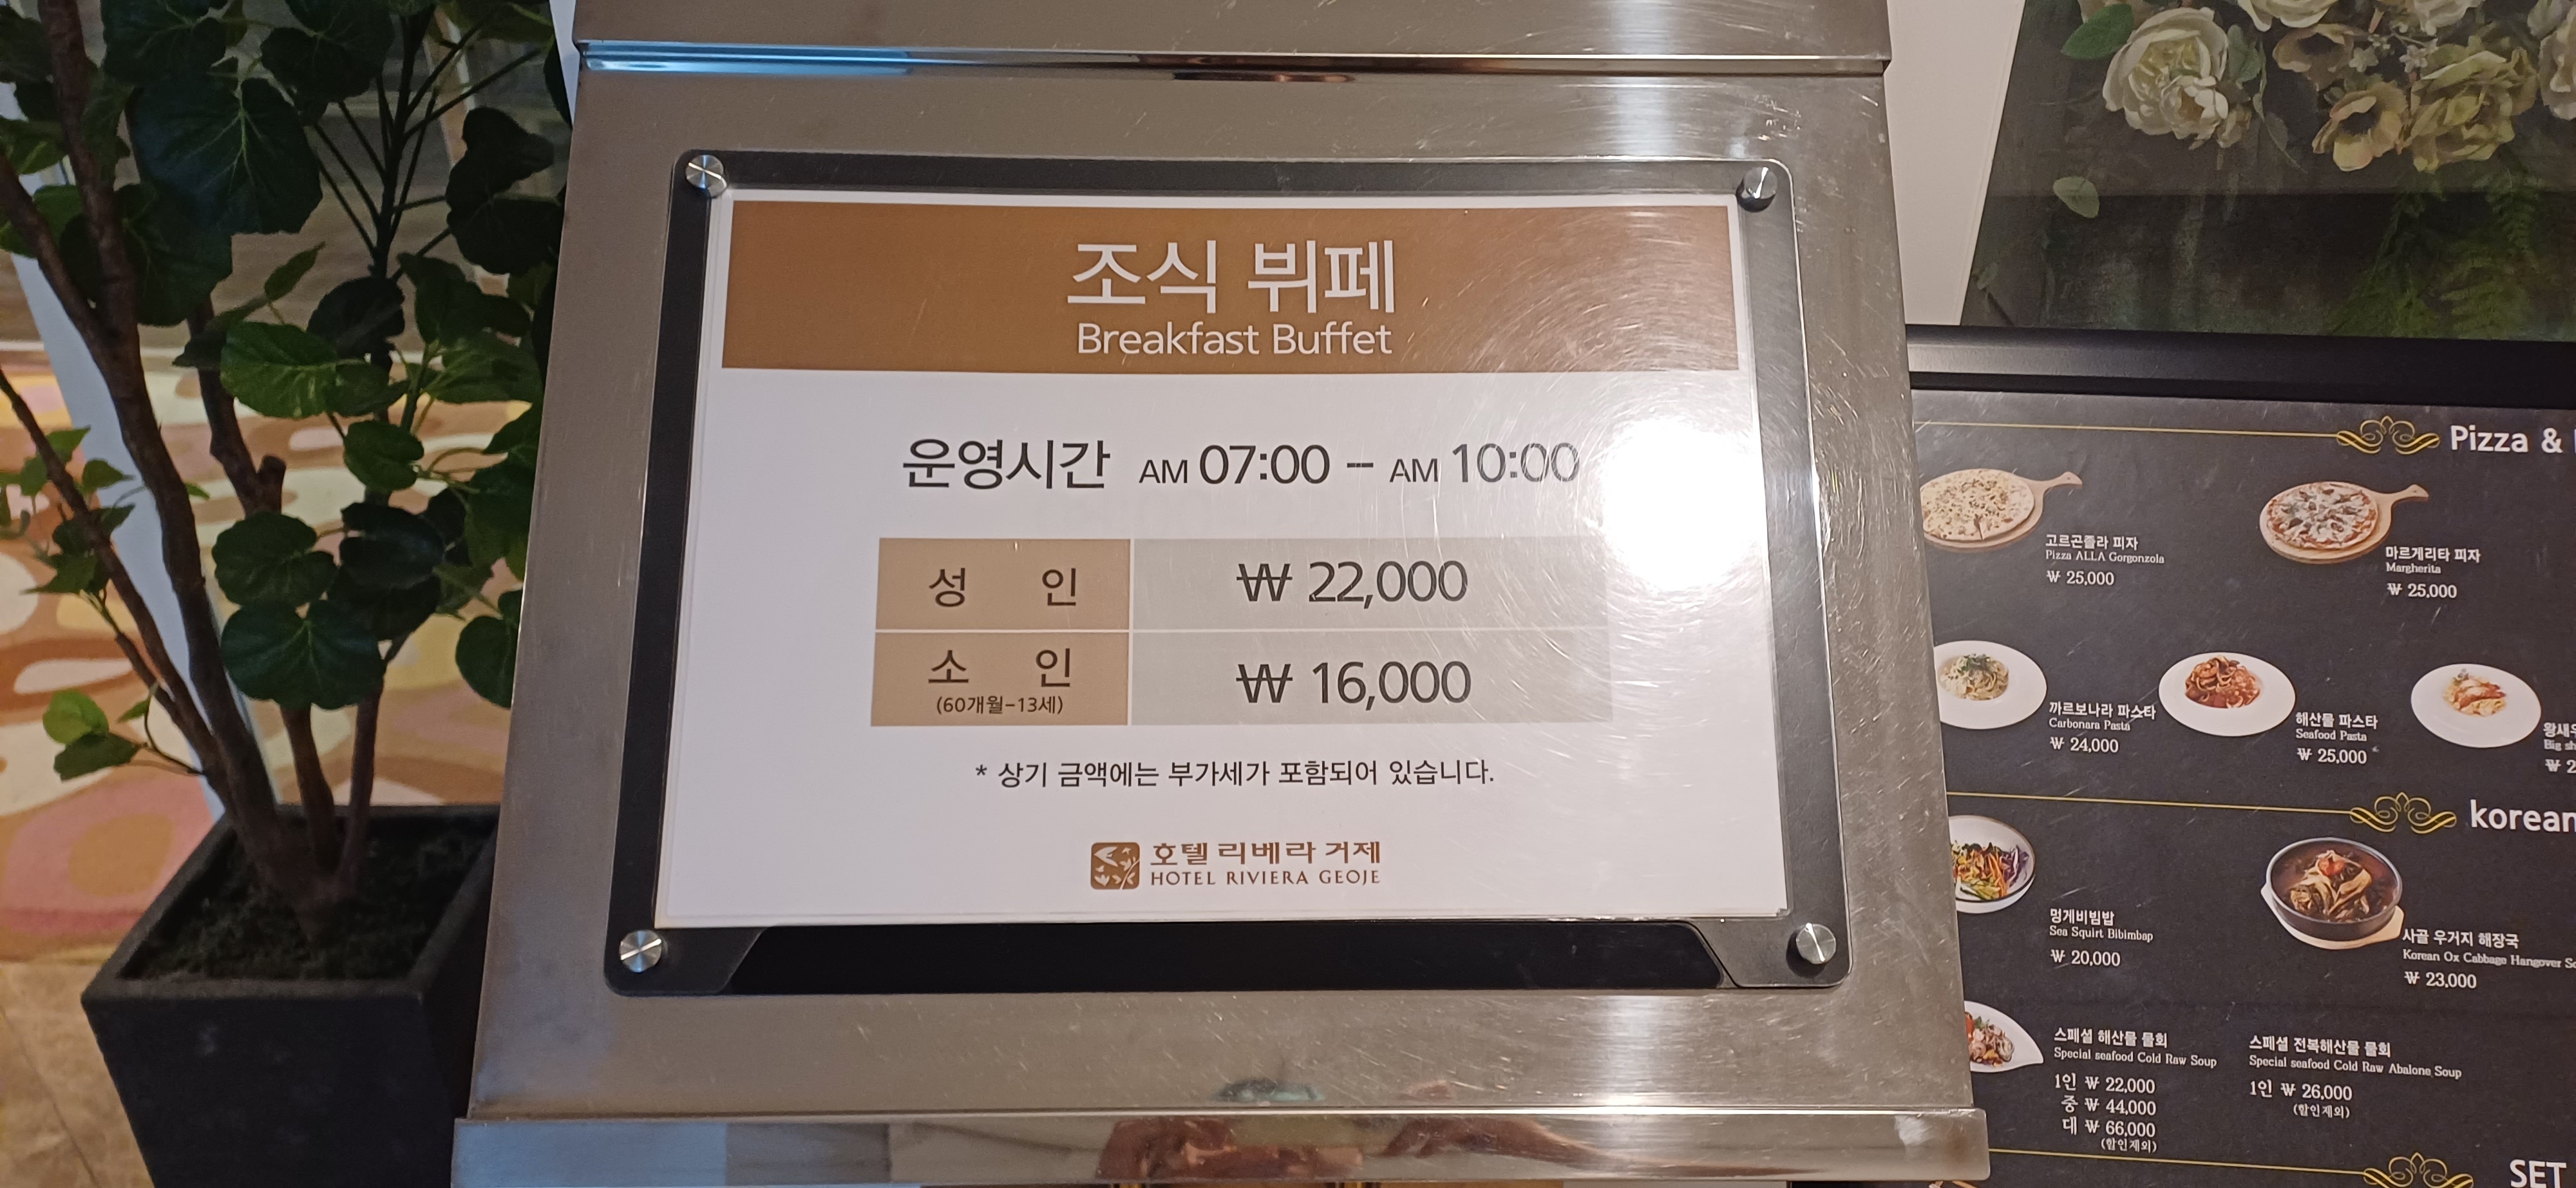 조식 뷔페
Breakfast Buffet
운영시간 AM 07:00 - AM 10:00
성 인 ₩ 22,000
소 인 ₩ 16,000
(60개월-13세)
* 상기 금액에는 부가세가 포함되어 있습니다.
호텔 리베라 거제
HOTEL RIVIERA GEOJE
Pizza &
고르곤졸라 피자
Pizza ALLA Gorgonzola
₩ 25,000
마르게리타 피자
Margherita
₩ 25,000
까르보나라 파스타
Carbonara Pasta
₩ 24,000
해산물 파스타
Seafood Pasta
₩ 25,000
왕새우
Big
₩ 2
korean
멍게비빔밥
Sea Squirt Bibimbap
₩ 20,000
사골 우거지 해장국
Korean Ox Cabbage Hangover
₩ 23,000
스페셜 해산물 물회
Special seafood Cold Raw Soup
1인 ₩ 22,000
중 ₩ 44,000
대 ₩ 66,000
(할인제외)
스페셜 전복해산물 물회
Special seafood Cold Raw Abalone Soup
1인 ₩ 26,000
(할인제외)
SET